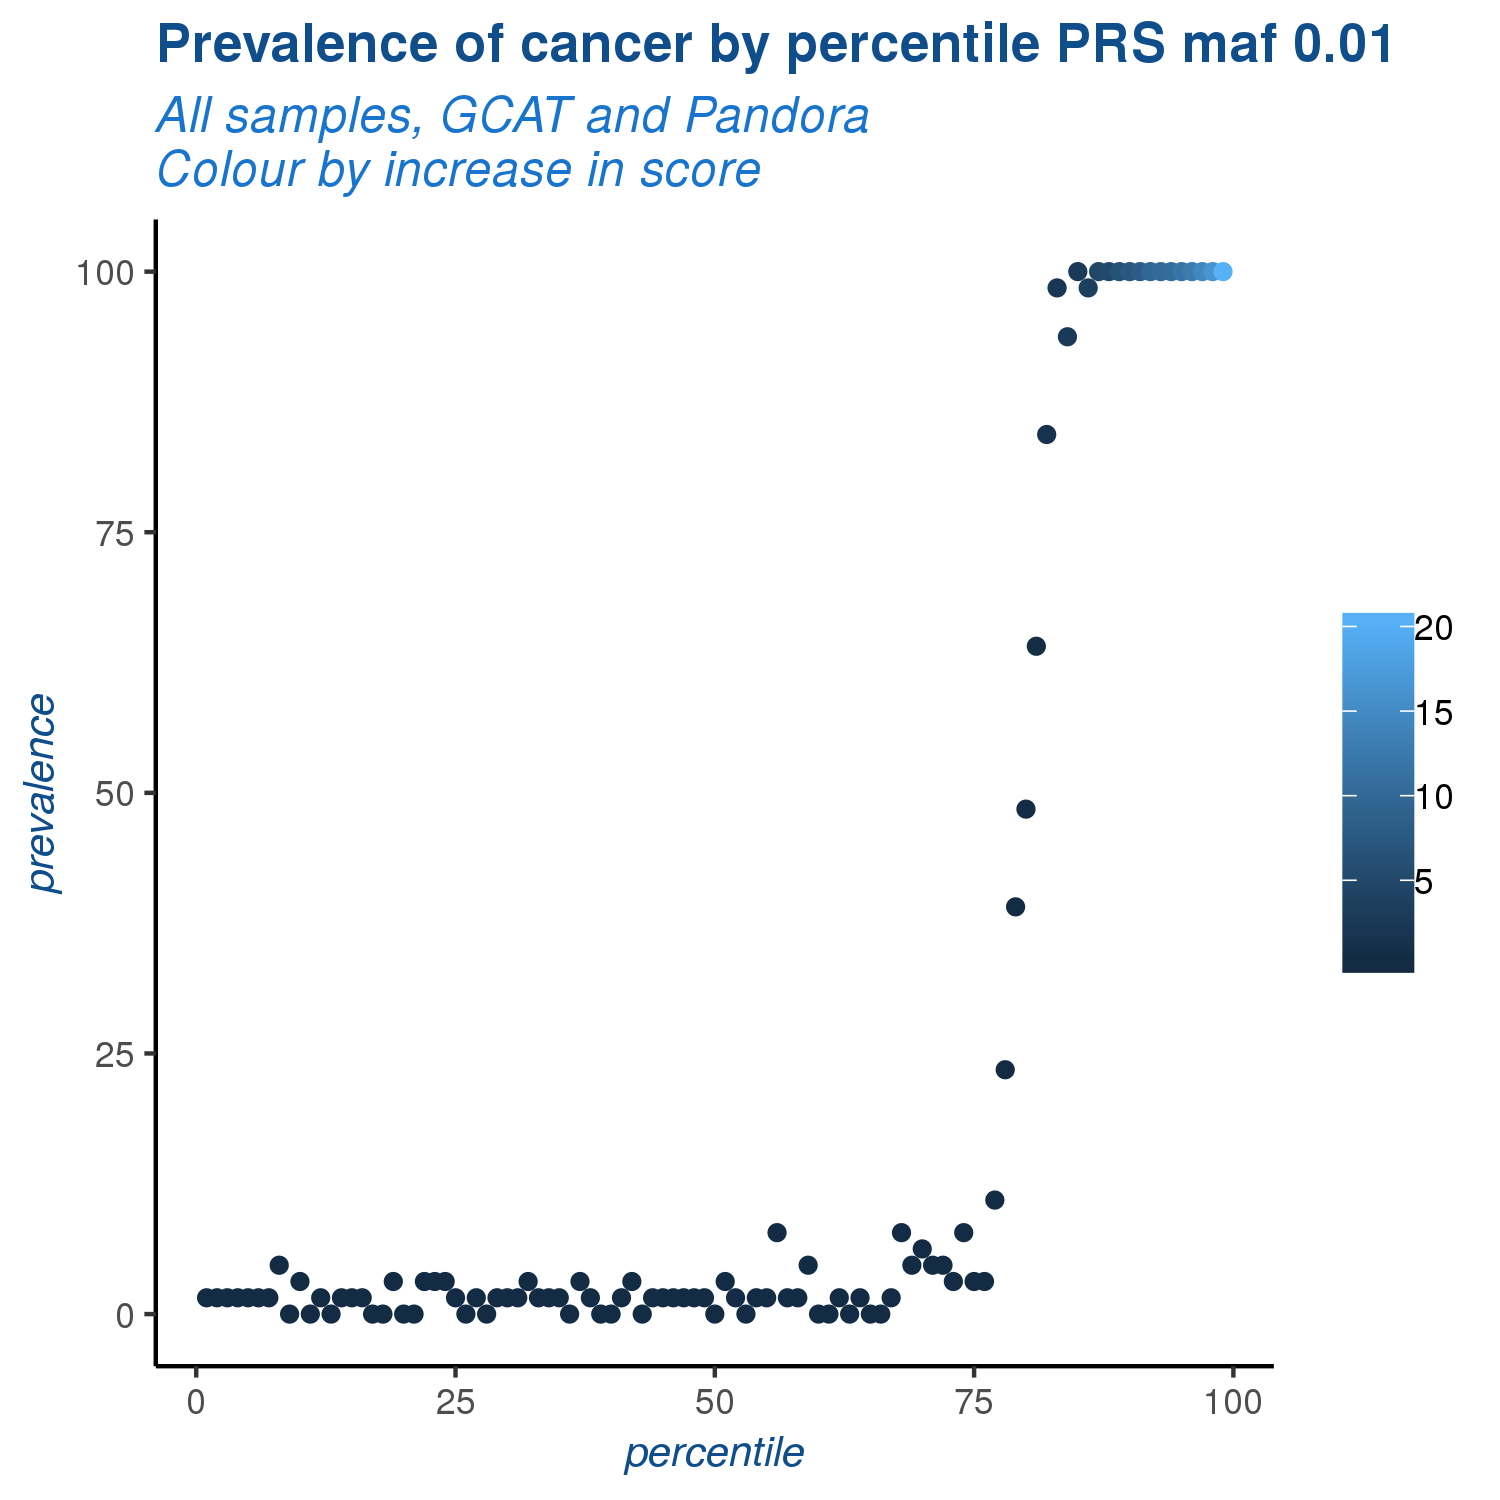 Prevalence of cancer by percentile PRS maf 0.01
All samples, GCAT and Pandora
Colour by increase in score
100
75
50
25
0
prevalence
0 25 50 75 100
percentile
20
15
10
5